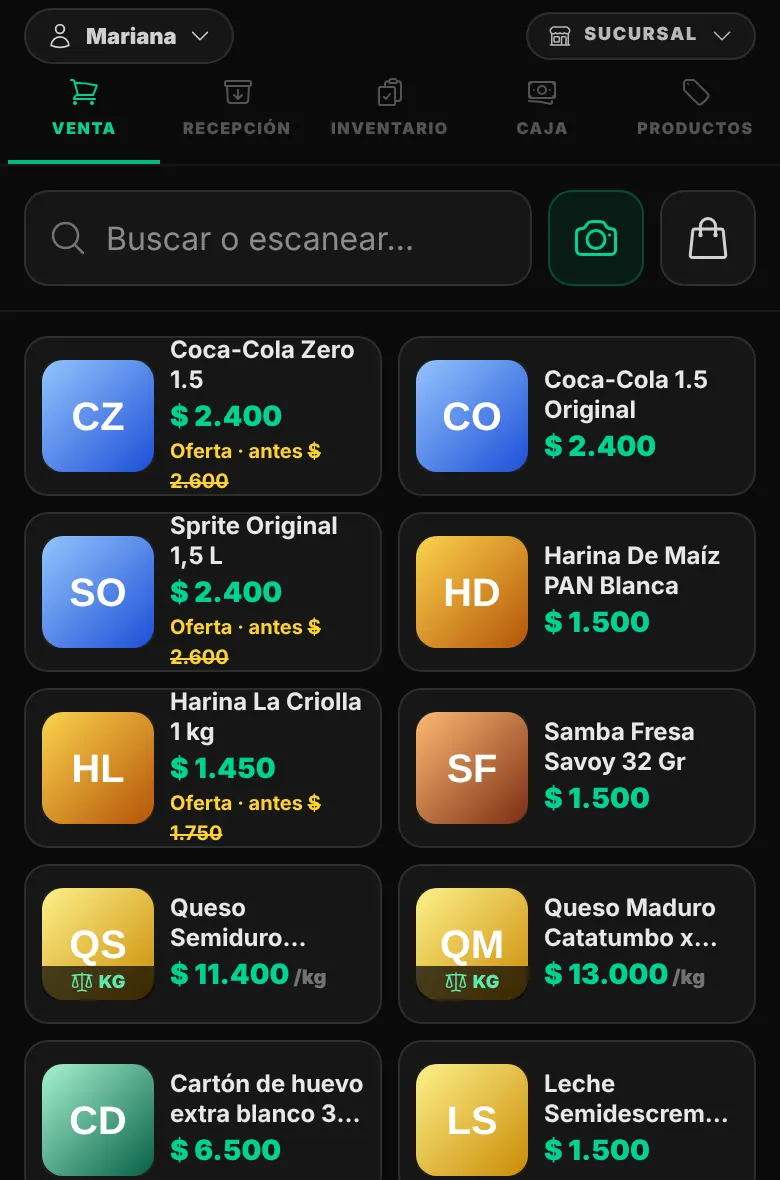 Mariana
SUCURSAL
VENTA
RECEPCIÓN
INVENTARIO
CAJA
PRODUCTOS
Buscar o escanear...
CZ
Coca-Cola Zero
1.5
$ 2.400
Oferta · antes $
2.600
CO
Coca-Cola 1.5
Original
$ 2.400
SO
Sprite Original
1,5 L
$ 2.400
Oferta · antes $
2.600
HD
Harina De Maíz
PAN Blanca
$ 1.500
HL
Harina La Criolla
1 kg
$ 1.450
Oferta · antes $
1.750
SF
Samba Fresa
Savoy 32 Gr
$ 1.500
QS
KG
Queso
Semiduro...
$ 11.400 /kg
QM
KG
Queso Maduro
Catatumbo x...
$ 13.000 /kg
CD
Cartón de huevo
extra blanco 3...
$ 6.500
LS
Leche
Semidescrem...
$ 1.500